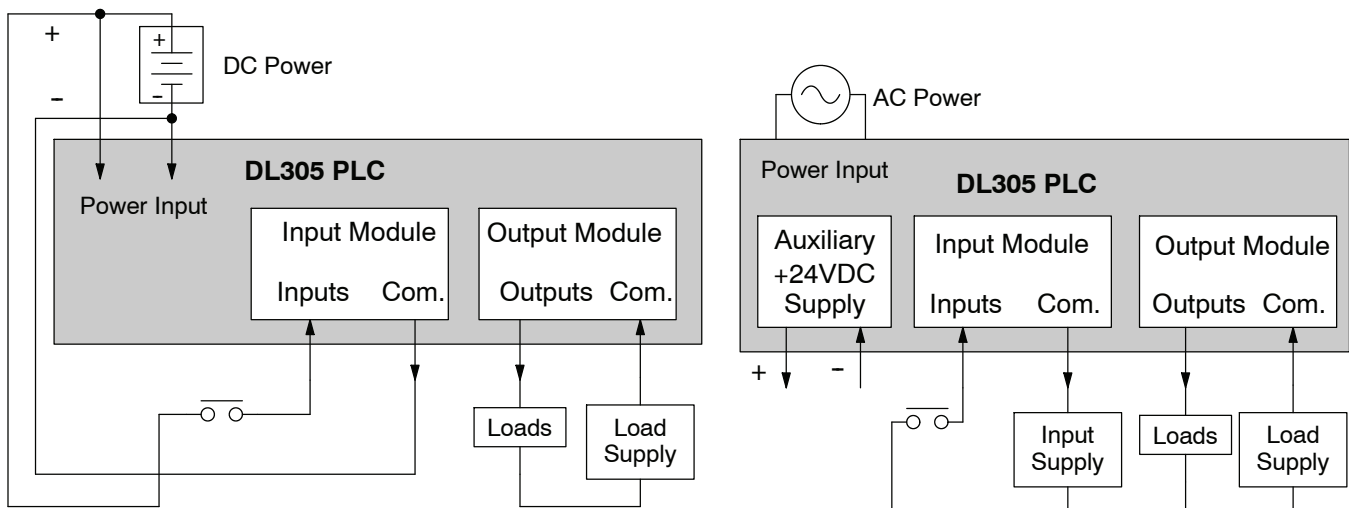 +
+
DC Power
-
-
DL305 PLC
Power Input
Input Module
Inputs Com.
Output Module
Outputs Com.
Loads
Load
Supply
AC Power
Power Input
DL305 PLC
Auxiliary
+24VDC
Supply
Input Module
Inputs Com.
Output Module
Outputs Com.
+
-
Input
Supply
Loads
Load
Supply